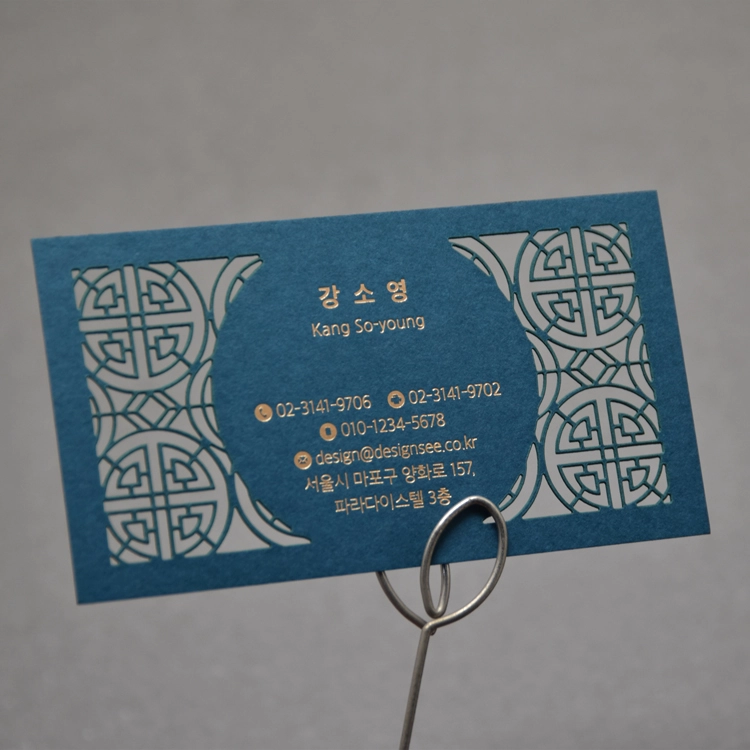 강 소 영
Kang So-young
02-3141-9706 02-3141-9702
010-1234-5678
design@designsee.co.kr
서울시 마포구 양화로 157,
파라다이스텔 3층